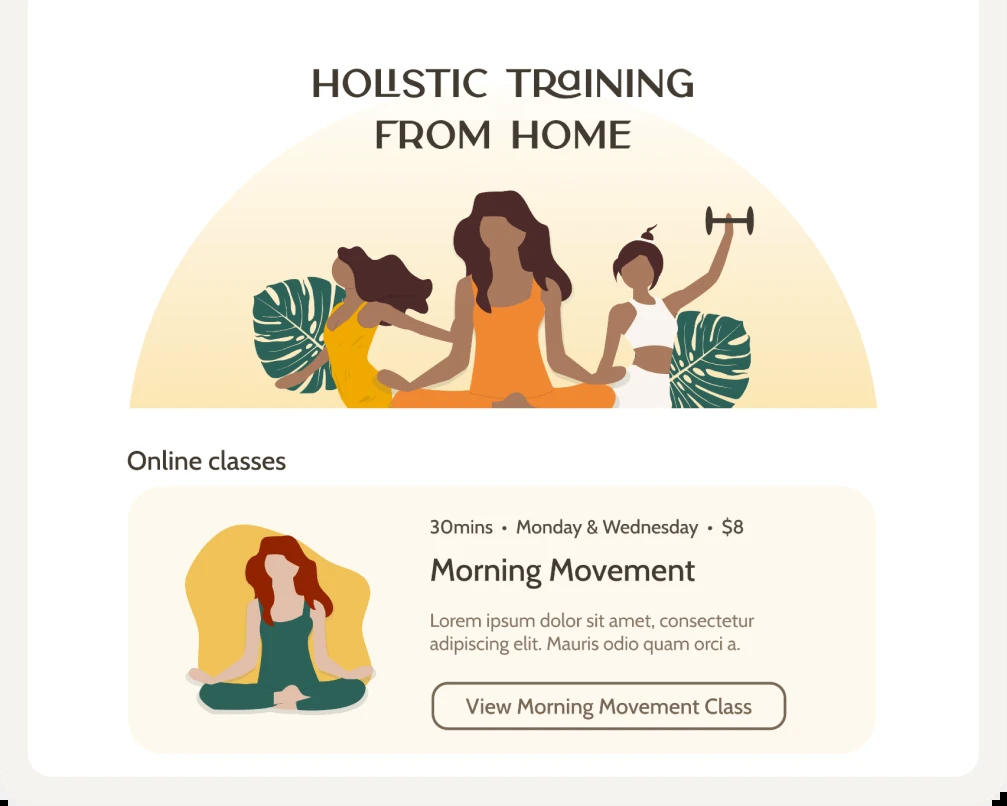 HOLISTIC TRaINING
FROM HOME
Online classes
30mins • Monday & Wednesday • $8
Morning Movement
Lorem ipsum dolor sit amet, consectetur
adipiscing elit. Mauris odio quam orci a.
View Morning Movement Class